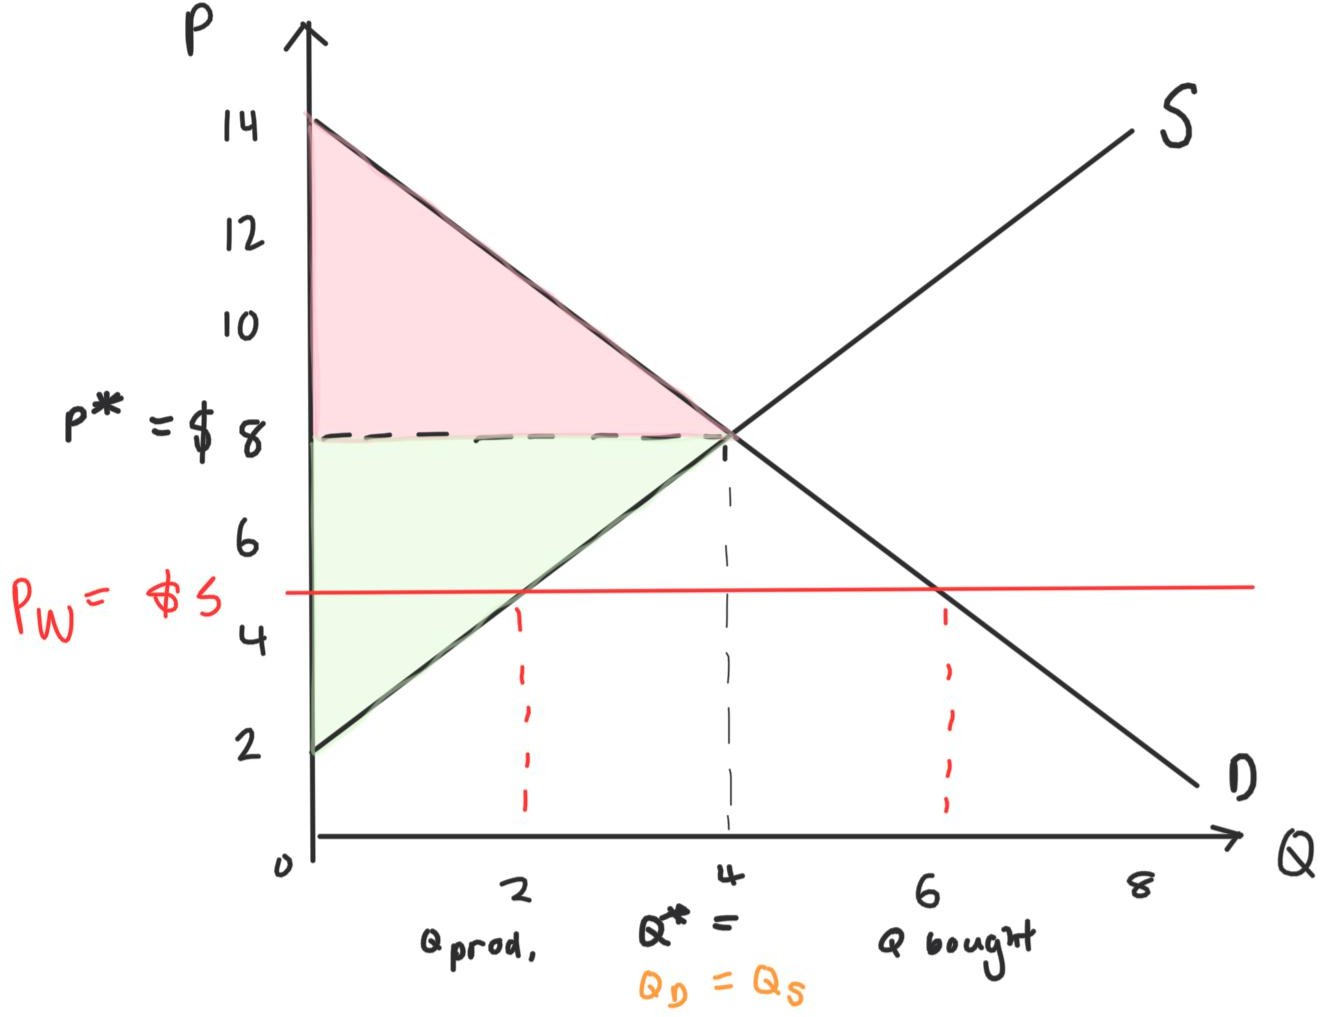 P
14
S
12
10
P* = $ 8
6
PW = $5
4
2
D
0
Q
2
4
6
8
Q prod.
Q* =
Q bought
QD = QS